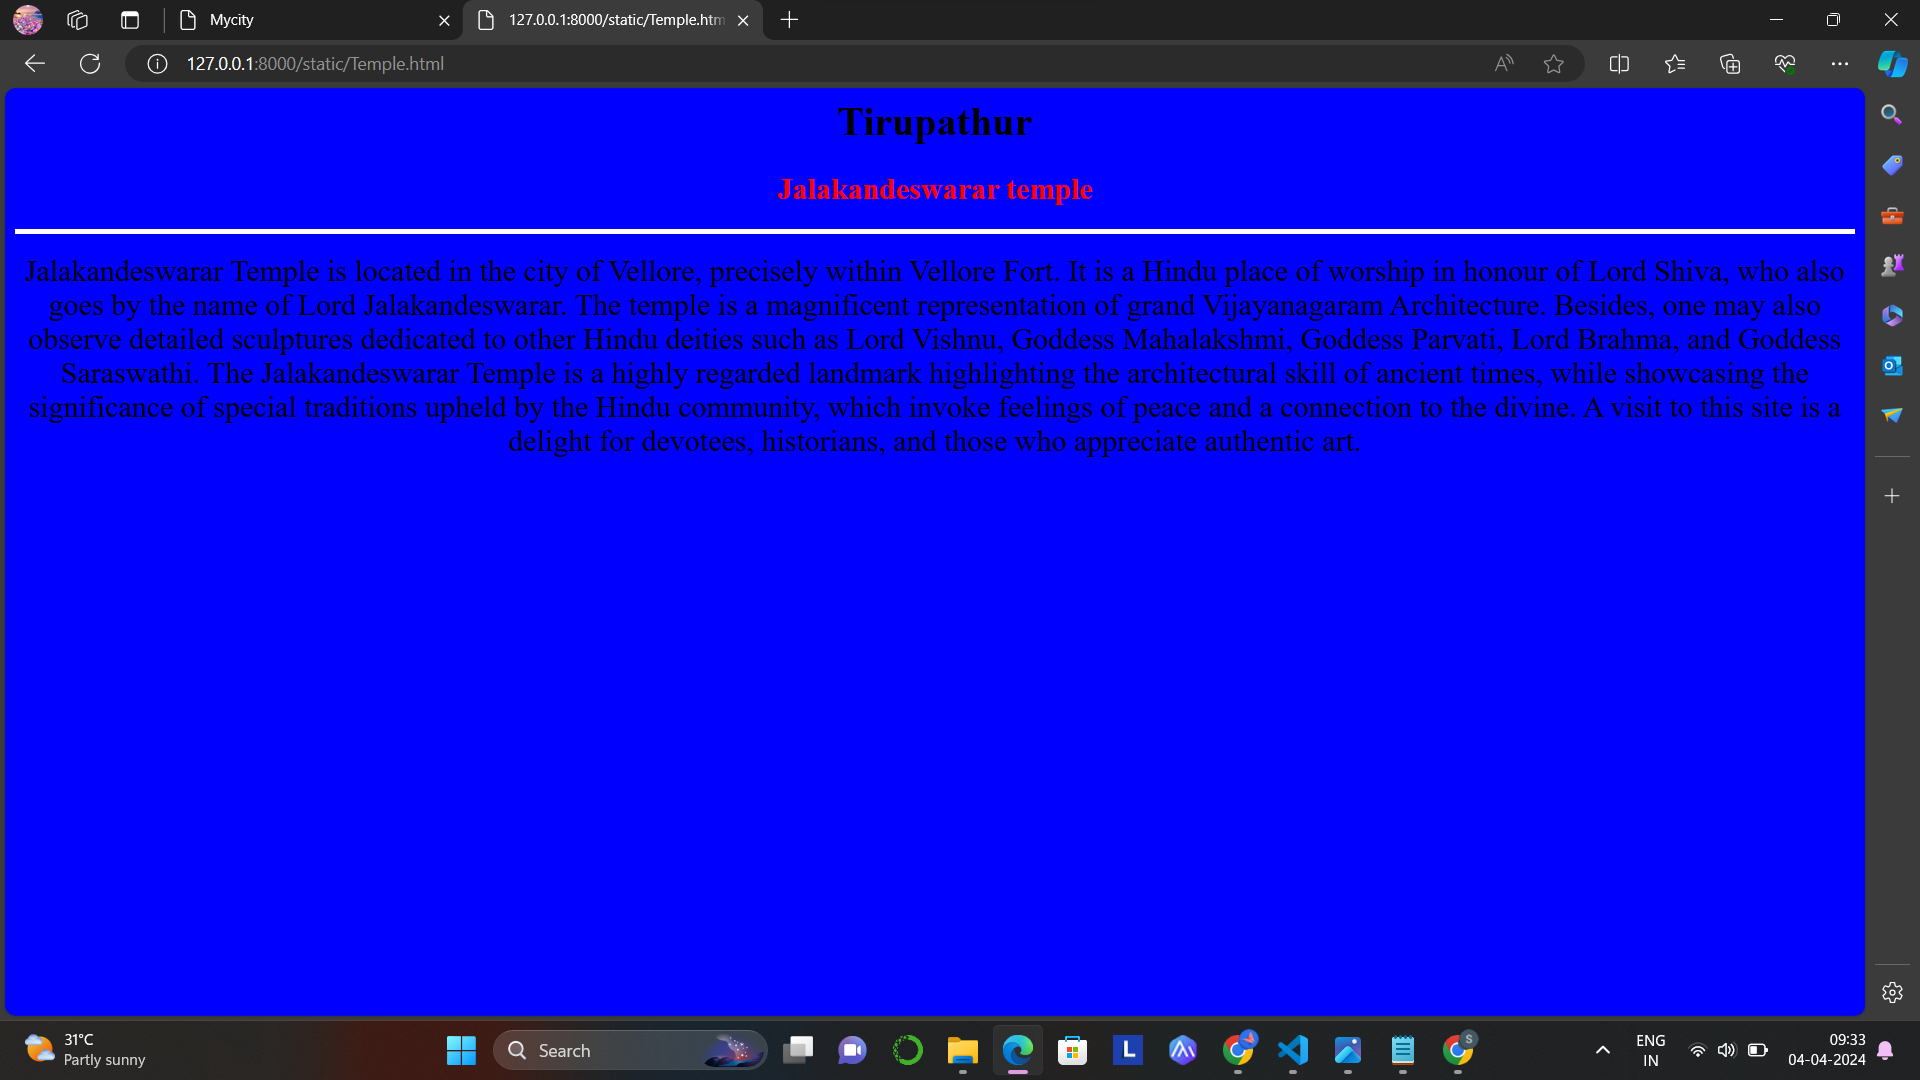 Mycity
127.0.0.1:8000/static/Temple.htm
127.0.0.1:8000/static/Temple.html
Tirupathur
Jalakandeswarar temple
Jalakandeswarar Temple is located in the city of Vellore, precisely within Vellore Fort. It is a Hindu place of worship in honour of Lord Shiva, who also
goes by the name of Lord Jalakandeswarar. The temple is a magnificent representation of grand Vijayanagaram Architecture. Besides, one may also
observe detailed sculptures dedicated to other Hindu deities such as Lord Vishnu, Goddess Mahalakshmi, Goddess Parvati, Lord Brahma, and Goddess
Saraswathi. The Jalakandeswarar Temple is a highly regarded landmark highlighting the architectural skill of ancient times, while showcasing the
significance of special traditions upheld by the Hindu community, which invoke feelings of peace and a connection to the divine. A visit to this site is a
delight for devotees, historians, and those who appreciate authentic art.
31°C
Partly sunny
Search
L
S
ENG
IN
09:33
04-04-2024